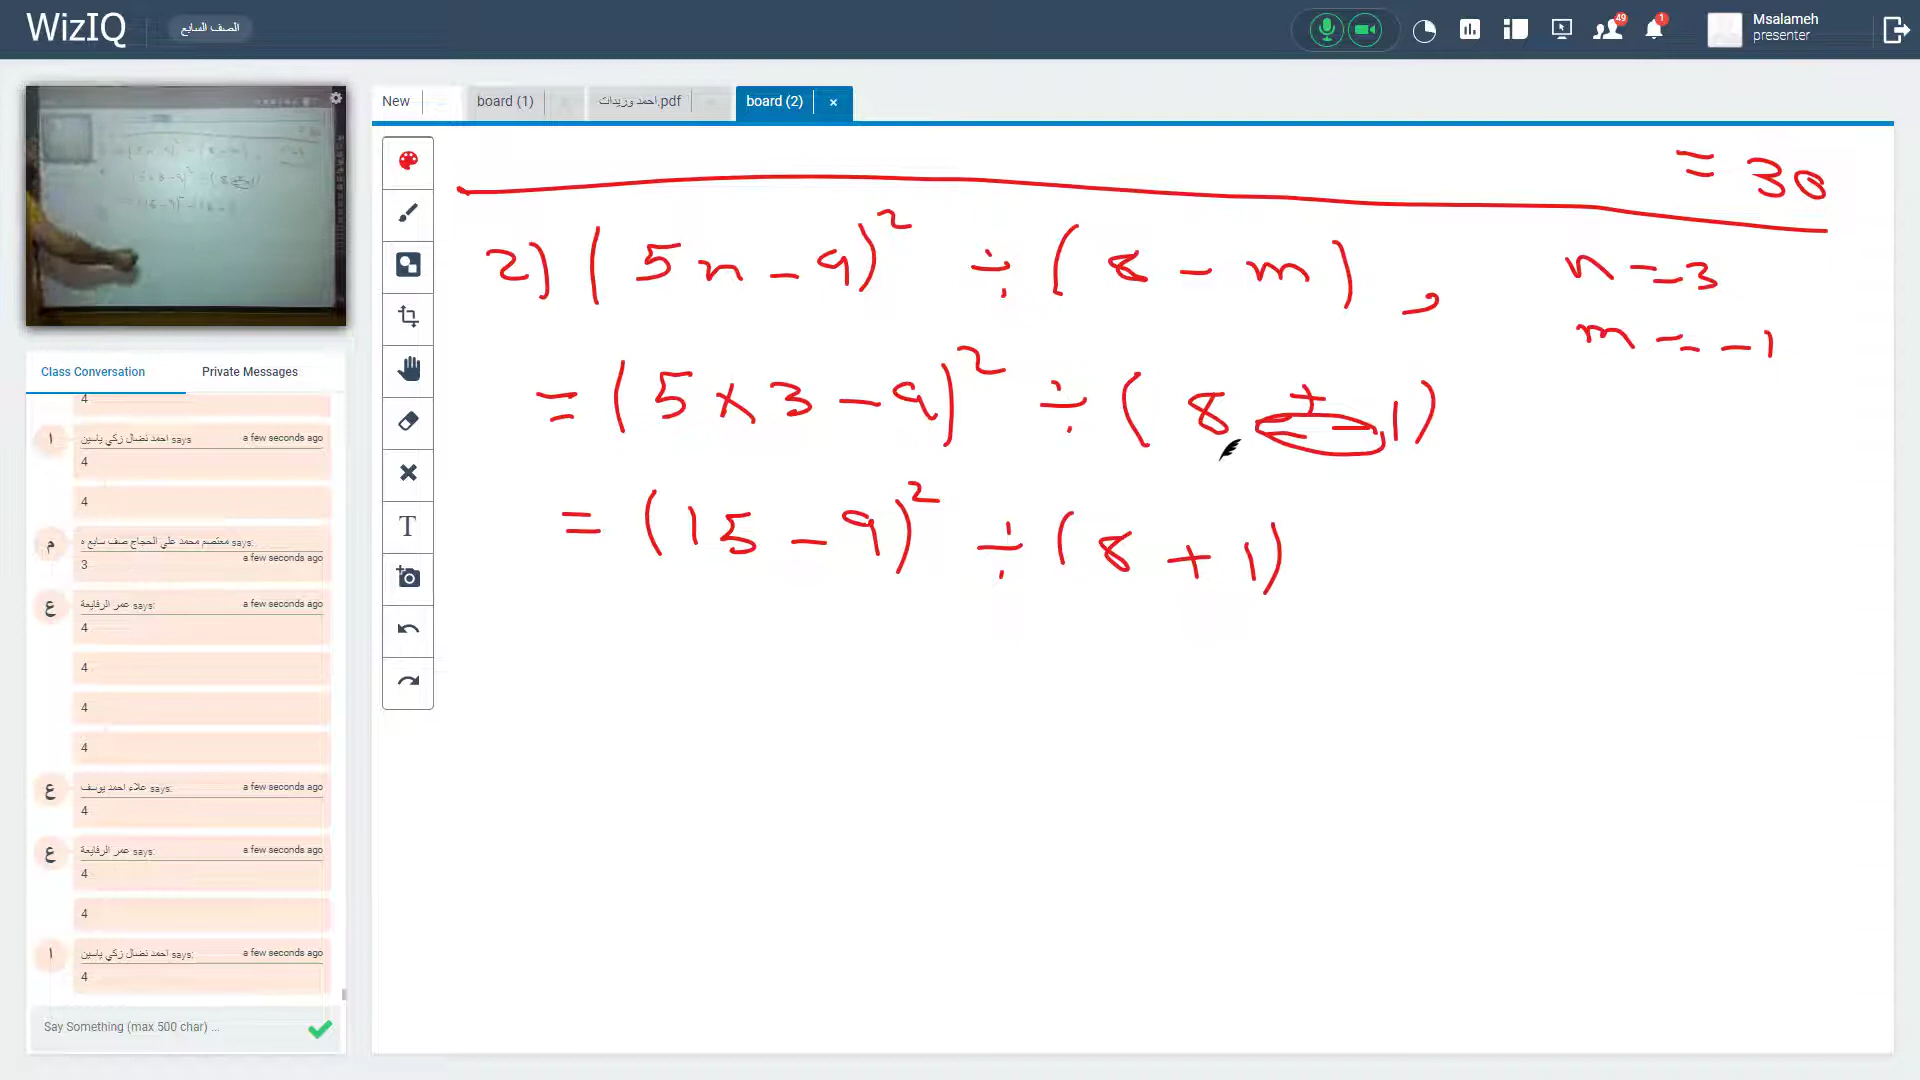 WizIQ
الصف السابع
49
1
Msalameh
presenter
New
board (1)
احمد وريدات.pdf
board (2)
×
= 30
2) (5n - 9)² ÷ (8 - m) ,
n = 3
m = -1
= (5 × 3 - 9)² ÷ (8 + - - 1)
= (15 - 9)² ÷ (8 + 1)
T
Class Conversation
Private Messages
4
ا
احمد نضال زكي ياسين says
a few seconds ago
4
4
م
معتصم محمد علي الحجاج صف سابع ه says:
a few seconds ago
3
ع
عمر الرفايعة says:
a few seconds ago
4
4
4
4
ع
علاء احمد يوسف says:
a few seconds ago
4
ع
عمر الرفايعة says:
a few seconds ago
4
4
ا
احمد نضال زكي ياسين says:
a few seconds ago
4
Say Something (max 500 char) ...